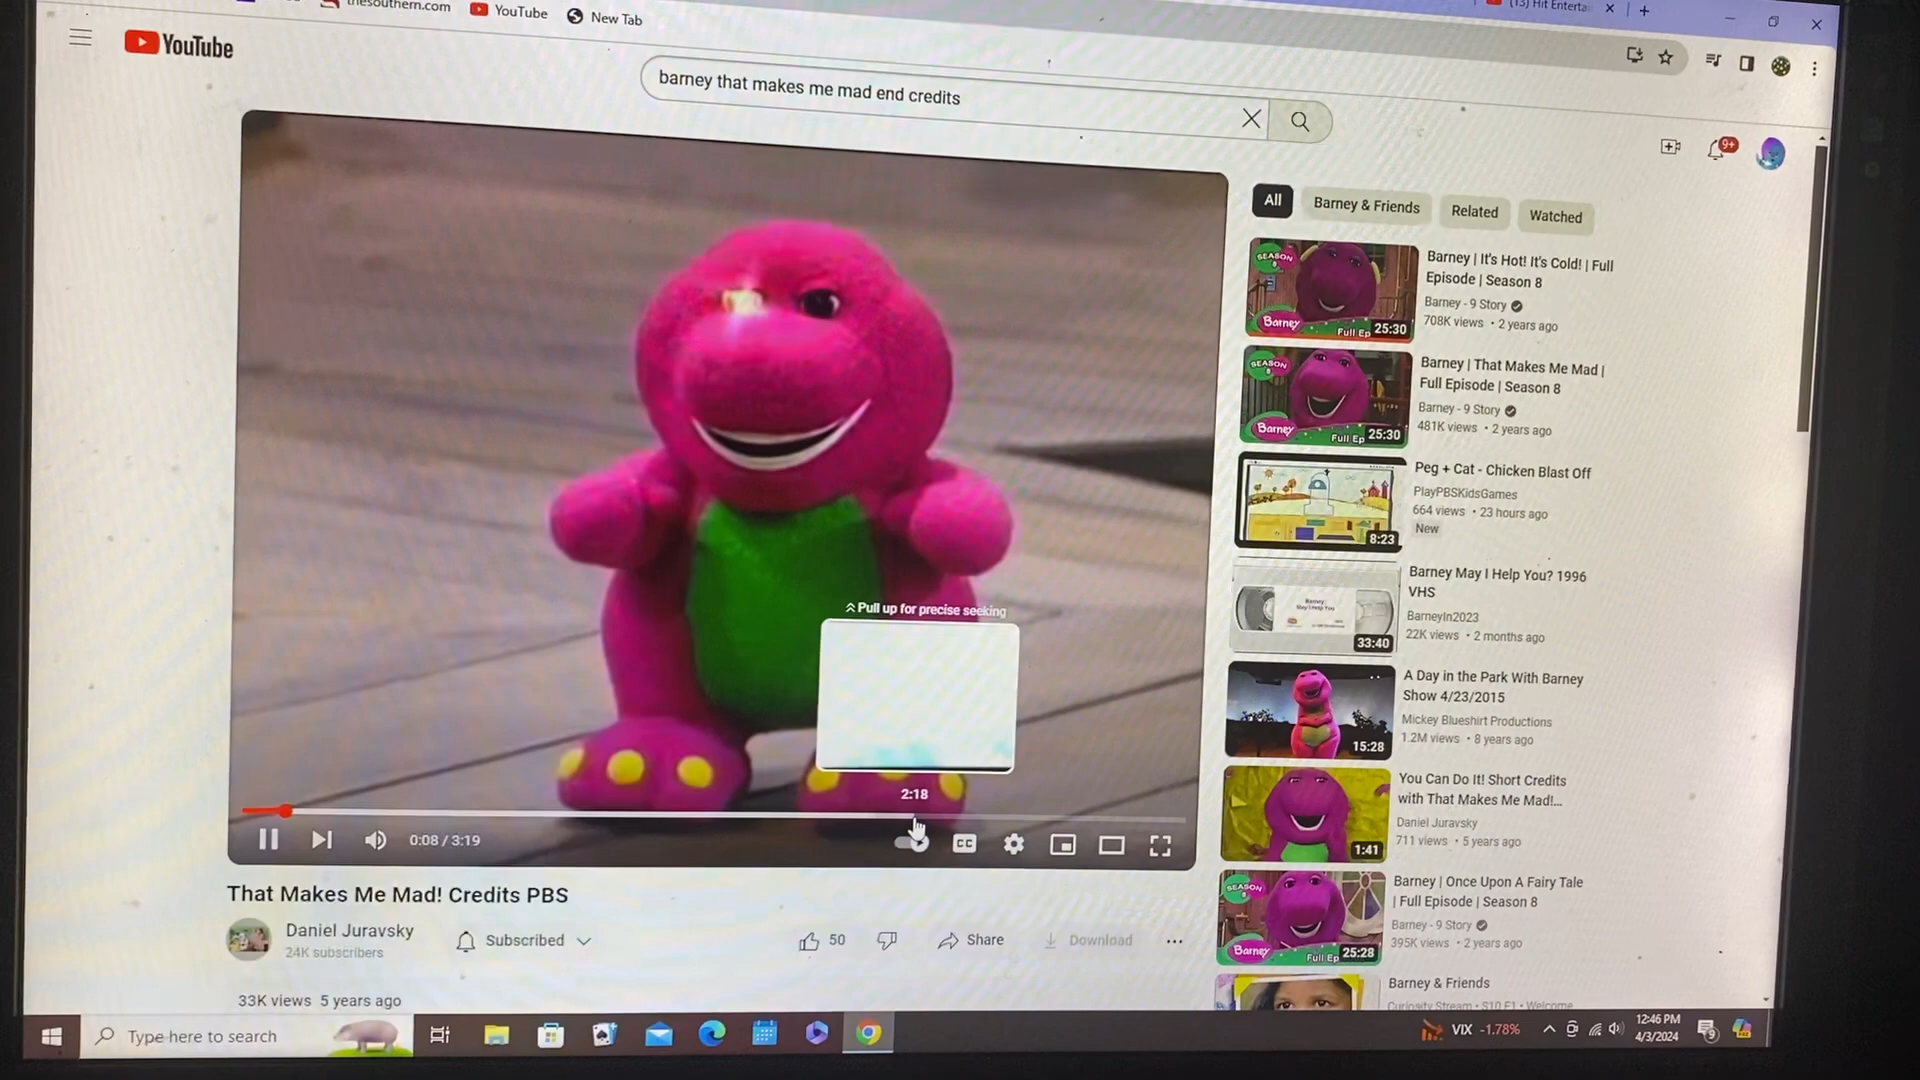 thesouthern.com
YouTube
New Tab
(13) Hit Enterta
YouTube
barney that makes me mad end credits
9+
All
Barney & Friends
Related
Watched
SEASON 8
Barney
Full Ep
25:30
Barney | It's Hot! It's Cold! | Full
Episode | Season 8
Barney - 9 Story
708K views • 2 years ago
SEASON 8
Barney
Full Ep
25:30
Barney | That Makes Me Mad |
Full Episode | Season 8
Barney - 9 Story
481K views • 2 years ago
8:23
Peg + Cat - Chicken Blast Off
PlayPBSKidsGames
664 views • 23 hours ago
New
33:40
Barney May I Help You? 1996
VHS
BarneyIn2023
22K views • 2 months ago
15:28
A Day in the Park With Barney
Show 4/23/2015
Mickey Blueshirt Productions
1.2M views • 8 years ago
1:41
You Can Do It! Short Credits
with That Makes Me Mad!...
Daniel Juravsky
711 views • 5 years ago
SEASON 8
Barney
Full Ep
25:28
Barney | Once Upon A Fairy Tale
| Full Episode | Season 8
Barney - 9 Story
395K views • 2 years ago
Barney & Friends
Curiosity Stream • S10 E1 • Welcome
Pull up for precise seeking
2:18
0:08 / 3:19
CC
That Makes Me Mad! Credits PBS
Daniel Juravsky
24K subscribers
Subscribed
50
Share
Download
33K views 5 years ago
Type here to search
VIX -1.78%
12:46 PM
4/3/2024
9